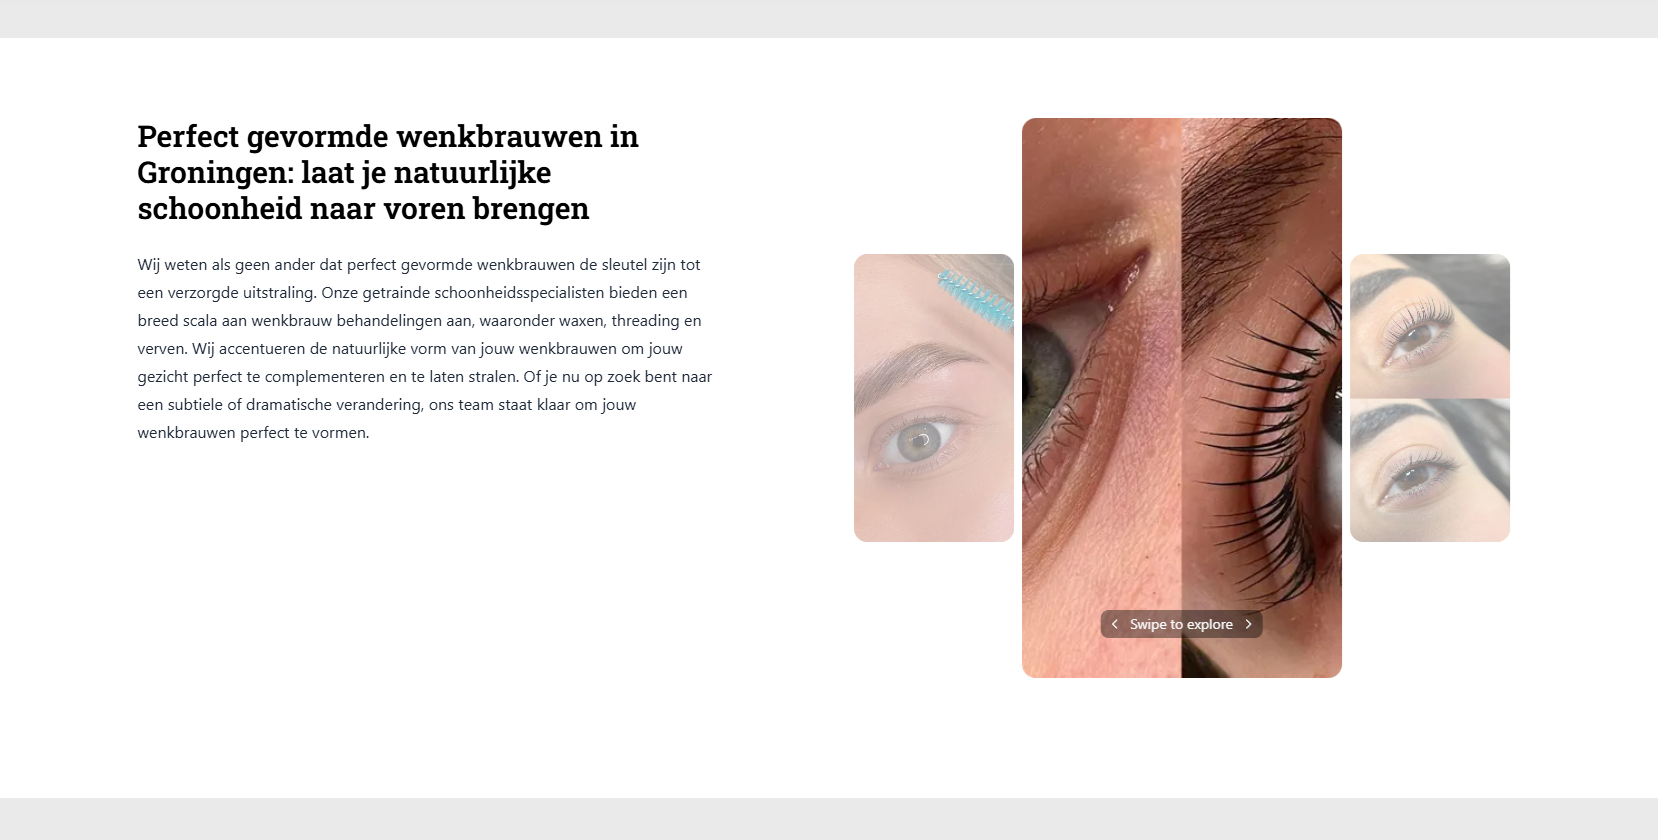 Perfect gevormde wenkbrauwen in
Groningen: laat je natuurlijke
schoonheid naar voren brengen
Wij weten als geen ander dat perfect gevormde wenkbrauwen de sleutel zijn tot
een verzorgde uitstraling. Onze getrainde schoonheidsspecialisten bieden een
breed scala aan wenkbrauw behandelingen aan, waaronder waxen, threading en
verven. Wij accentueren de natuurlijke vorm van jouw wenkbrauwen om jouw
gezicht perfect te complementeren en te laten stralen. Of je nu op zoek bent naar
een subtiele of dramatische verandering, ons team staat klaar om jouw
wenkbrauwen perfect te vormen.
Swipe to explore